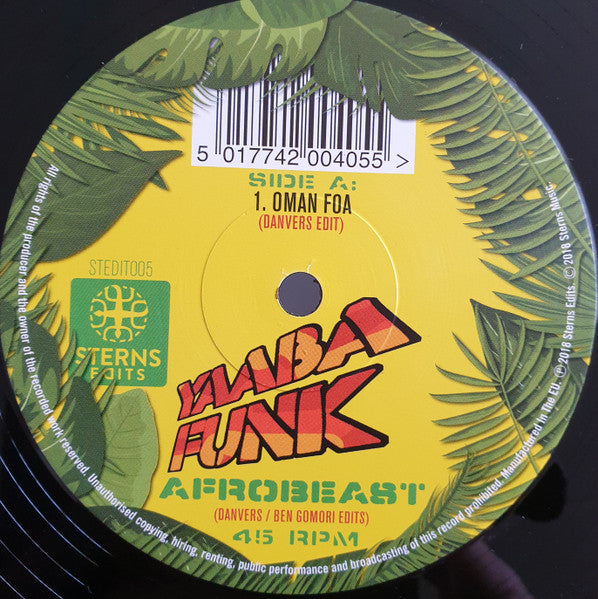 5 017742 004055 >
SIDE A:
1. OMAN FOA
(DANVERS EDIT)
STEDIT005
STERNS
EDITS
YAABA
FUNK
AFROBEAST
(DANVERS / BEN GOMORI EDITS)
45 RPM
All rights of the producer and the owner of the recorded work reserved. Unauthorised copying, hiring, renting, public performance and broadcasting of this record prohibited. Manufactured in the EU. ℗ 2018 Sterns Edits. © 2018 Sterns Music.